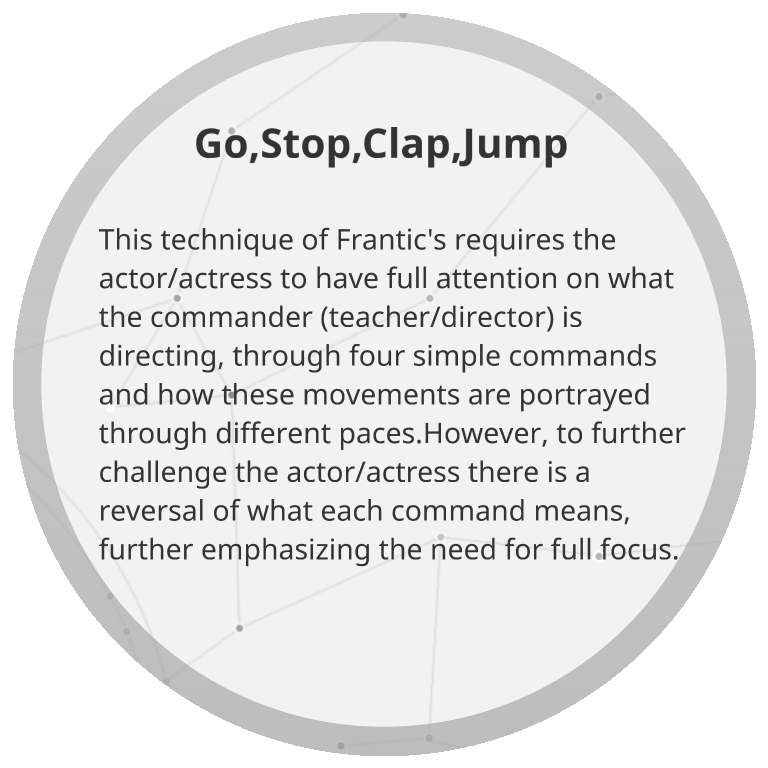 Go,Stop,Clap,Jump
This technique of Frantic's requires the
actor/actress to have full attention on what
the commander (teacher/director) is
directing, through four simple commands
and how these movements are portrayed
through different paces.However, to further
challenge the actor/actress there is a
reversal of what each command means,
further emphasizing the need for full focus.